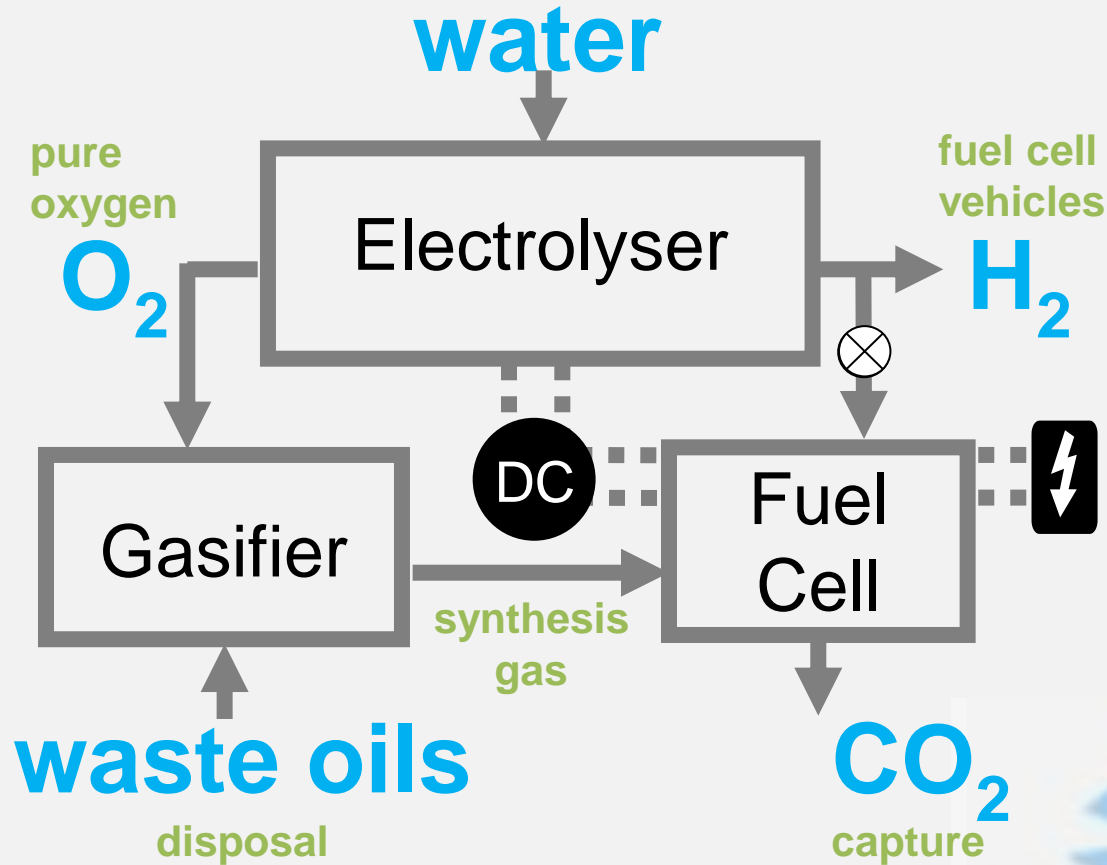 water
pure
oxygen
O₂
Electrolyser
fuel cell
vehicles
H₂
DC
Gasifier
Fuel
Cell
synthesis
gas
waste oils
disposal
CO₂
capture